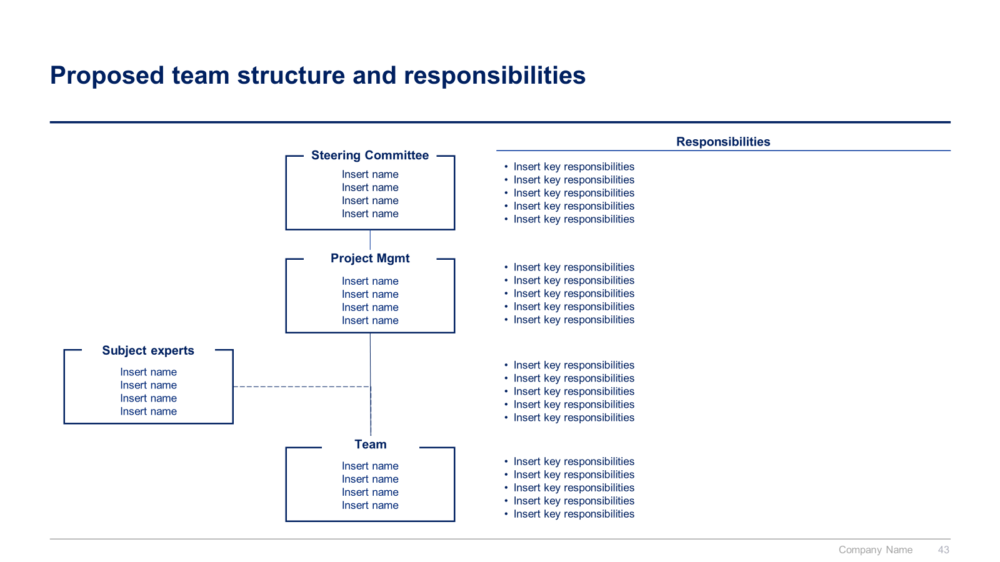 Proposed team structure and responsibilities
Responsibilities
Steering Committee
Insert name
Insert name
Insert name
Insert name
• Insert key responsibilities
• Insert key responsibilities
• Insert key responsibilities
• Insert key responsibilities
• Insert key responsibilities
Project Mgmt
Insert name
Insert name
Insert name
Insert name
• Insert key responsibilities
• Insert key responsibilities
• Insert key responsibilities
• Insert key responsibilities
• Insert key responsibilities
Subject experts
Insert name
Insert name
Insert name
Insert name
• Insert key responsibilities
• Insert key responsibilities
• Insert key responsibilities
• Insert key responsibilities
• Insert key responsibilities
Team
Insert name
Insert name
Insert name
Insert name
• Insert key responsibilities
• Insert key responsibilities
• Insert key responsibilities
• Insert key responsibilities
• Insert key responsibilities
Company Name 43